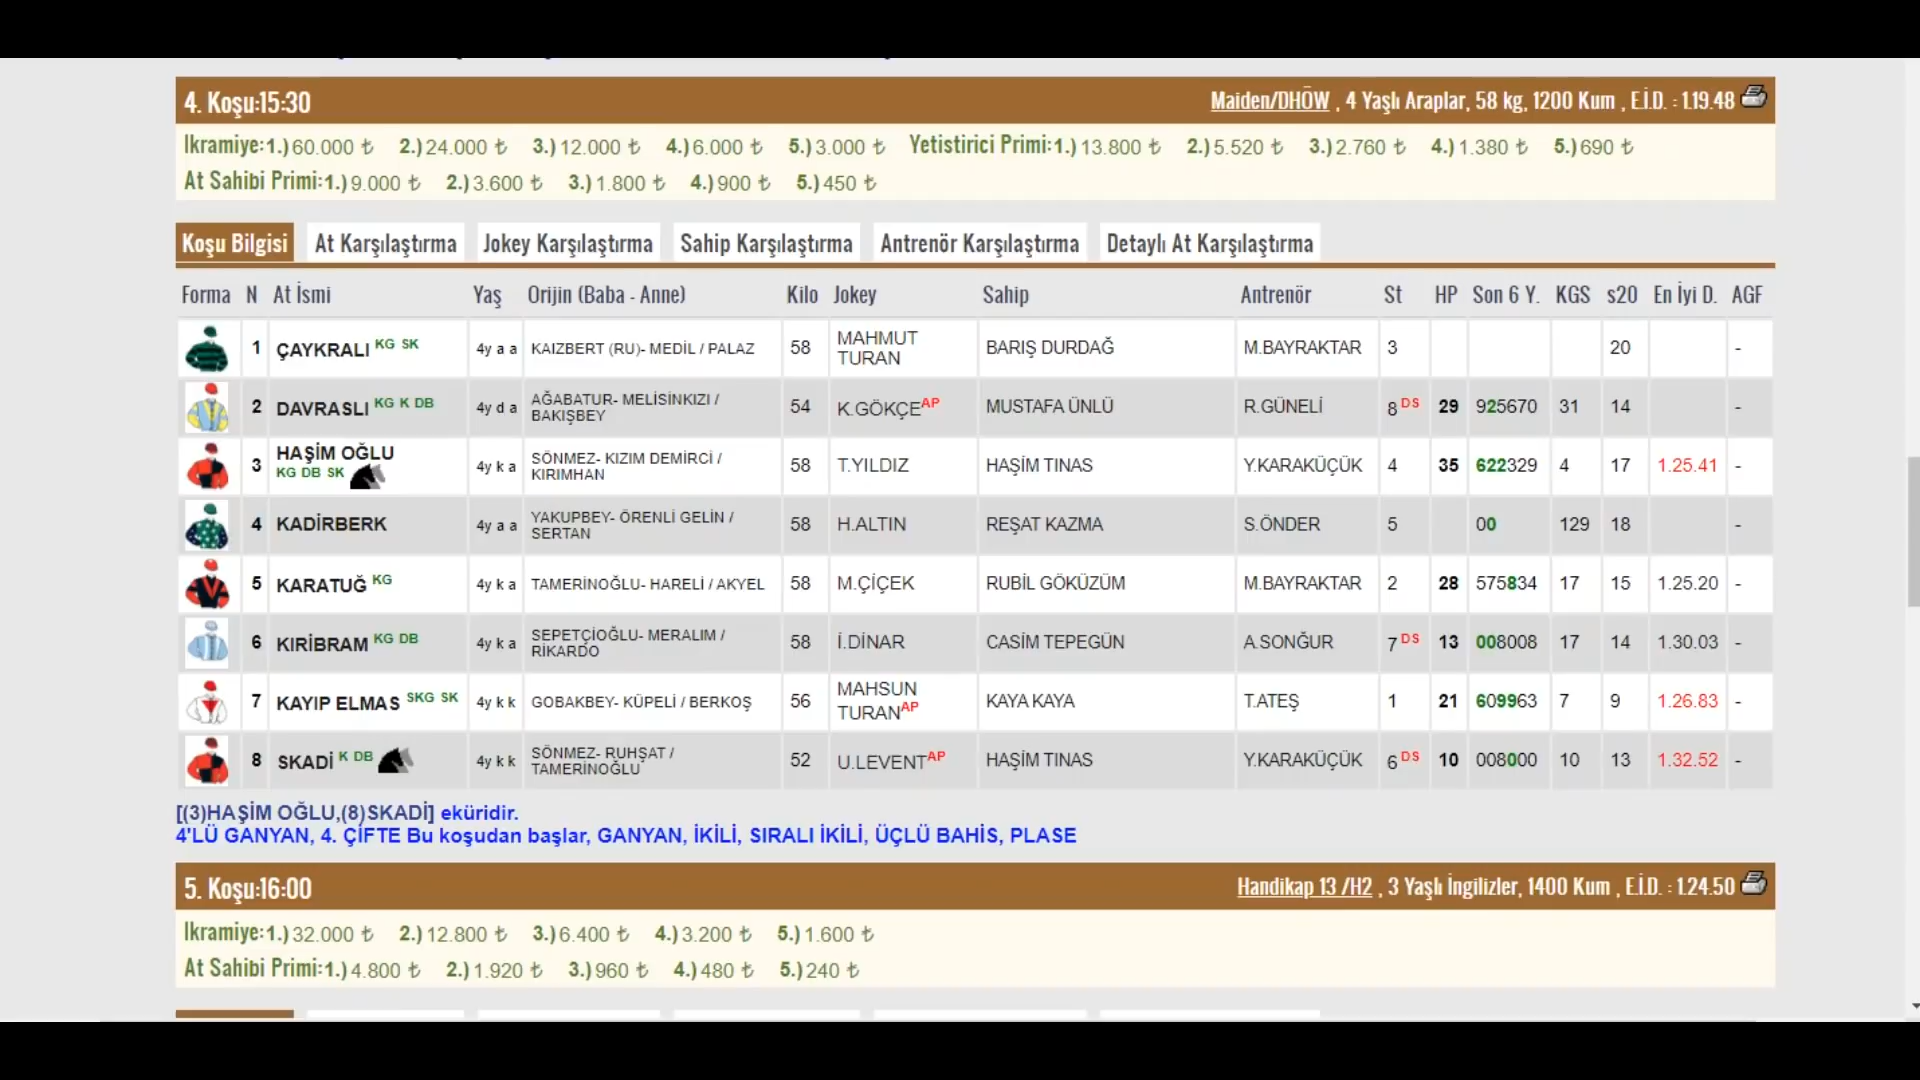 4. Koşu:15:30 Maiden/DHÖW , 4 Yaşlı Araplar, 58 kg, 1200 Kum , E.İ.D. : 1.19.48
Ikramiye:1.) 60.000 ₺ 2.) 24.000 ₺ 3.) 12.000 ₺ 4.) 6.000 ₺ 5.) 3.000 ₺ Yetistirici Primi:1.) 13.800 ₺ 2.) 5.520 ₺ 3.) 2.760 ₺ 4.) 1.380 ₺ 5.) 690 ₺
At Sahibi Primi:1.) 9.000 ₺ 2.) 3.600 ₺ 3.) 1.800 ₺ 4.) 900 ₺ 5.) 450 ₺
Koşu Bilgisi At Karşılaştırma Jokey Karşılaştırma Sahip Karşılaştırma Antrenör Karşılaştırma Detaylı At Karşılaştırma
Forma N At İsmi Yaş Orijin (Baba - Anne) Kilo Jokey Sahip Antrenör St HP Son 6 Y. KGS s20 En İyi D. AGF
1 ÇAYKRALI KG SK 4y a a KAIZBERT (RU)- MEDİL / PALAZ 58 MAHMUT TURAN BARIŞ DURDAĞ M.BAYRAKTAR 3 20 -
2 DAVRASLI KG K DB 4y d a AĞABATUR- MELİSİNKIZI / BAKIŞBEY 54 K.GÖKÇE AP MUSTAFA ÜNLÜ R.GÜNELİ 8 DS 29 925670 31 14 -
3 HAŞİM OĞLU KG DB SK 4y k a SÖNMEZ- KIZIM DEMİRCİ / KIRIMHAN 58 T.YILDIZ HAŞİM TINAS Y.KARAKÜÇÜK 4 35 622329 4 17 1.25.41 -
4 KADİRBERK 4y a a YAKUPBEY- ÖRENLİ GELİN / SERTAN 58 H.ALTIN REŞAT KAZMA S.ÖNDER 5 00 129 18 -
5 KARATUĞ KG 4y k a TAMERİNOĞLU- HARELİ / AKYEL 58 M.ÇİÇEK RUBİL GÖKÜZÜM M.BAYRAKTAR 2 28 575834 17 15 1.25.20 -
6 KIRİBRAM KG DB 4y k a SEPETÇİOĞLU- MERALIM / RİKARDO 58 İ.DİNAR CASİM TEPEGÜN A.SONĞUR 7 DS 13 008008 17 14 1.30.03 -
7 KAYIP ELMAS SKG SK 4y k k GOBAKBEY- KÜPELİ / BERKOŞ 56 MAHSUN TURAN AP KAYA KAYA T.ATEŞ 1 21 609963 7 9 1.26.83 -
8 SKADİ K DB 4y k k SÖNMEZ- RUHŞAT / TAMERİNOĞLU 52 U.LEVENT AP HAŞİM TINAS Y.KARAKÜÇÜK 6 DS 10 008000 10 13 1.32.52 -
[(3)HAŞİM OĞLU,(8)SKADİ] eküridir.
4'LÜ GANYAN, 4. ÇİFTE Bu koşudan başlar, GANYAN, İKİLİ, SIRALI İKİLİ, ÜÇLÜ BAHİS, PLASE
5. Koşu:16:00 Handikap 13 /H2 , 3 Yaşlı İngilizler, 1400 Kum , E.İ.D. : 1.24.50
Ikramiye:1.) 32.000 ₺ 2.) 12.800 ₺ 3.) 6.400 ₺ 4.) 3.200 ₺ 5.) 1.600 ₺
At Sahibi Primi:1.) 4.800 ₺ 2.) 1.920 ₺ 3.) 960 ₺ 4.) 480 ₺ 5.) 240 ₺